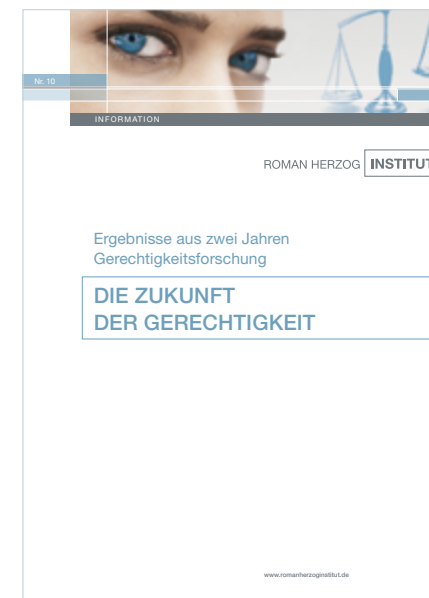 Nr. 10
INFORMATION
ROMAN HERZOG INSTITUT
Ergebnisse aus zwei Jahren
Gerechtigkeitsforschung
DIE ZUKUNFT
DER GERECHTIGKEIT
www.romanherzoginstitut.de